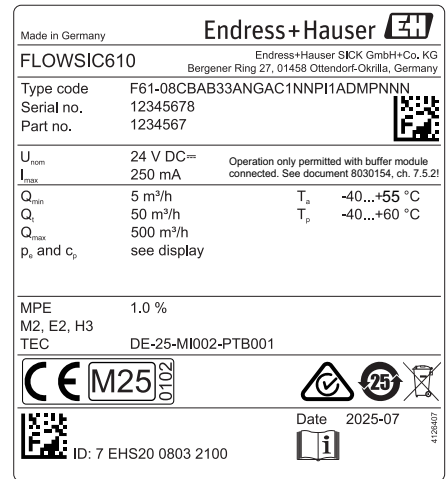 Made in Germany
Endress+Hauser EH
FLOWSIC610
Endress+Hauser SICK GmbH+Co. KG
Bergener Ring 27, 01458 Ottendorf-Okrilla, Germany
Type code F61-08CBAB33ANGAC1NNPI1ADMPNNN
Serial no. 12345678
Part no. 1234567
Unom 24 V DC⎓
Imax 250 mA
Operation only permitted with buffer module
connected. See document 8030154, ch. 7.5.2!
Qmin 5 m³/h Ta -40...+55 °C
Qt 50 m³/h Tp -40...+60 °C
Qmax 500 m³/h
pe and cp see display
MPE 1.0 %
M2, E2, H3
TEC DE-25-MI002-PTB001
CE M25 0102
25
ID: 7 EHS20 0803 2100
Date 2025-07
i
4126407